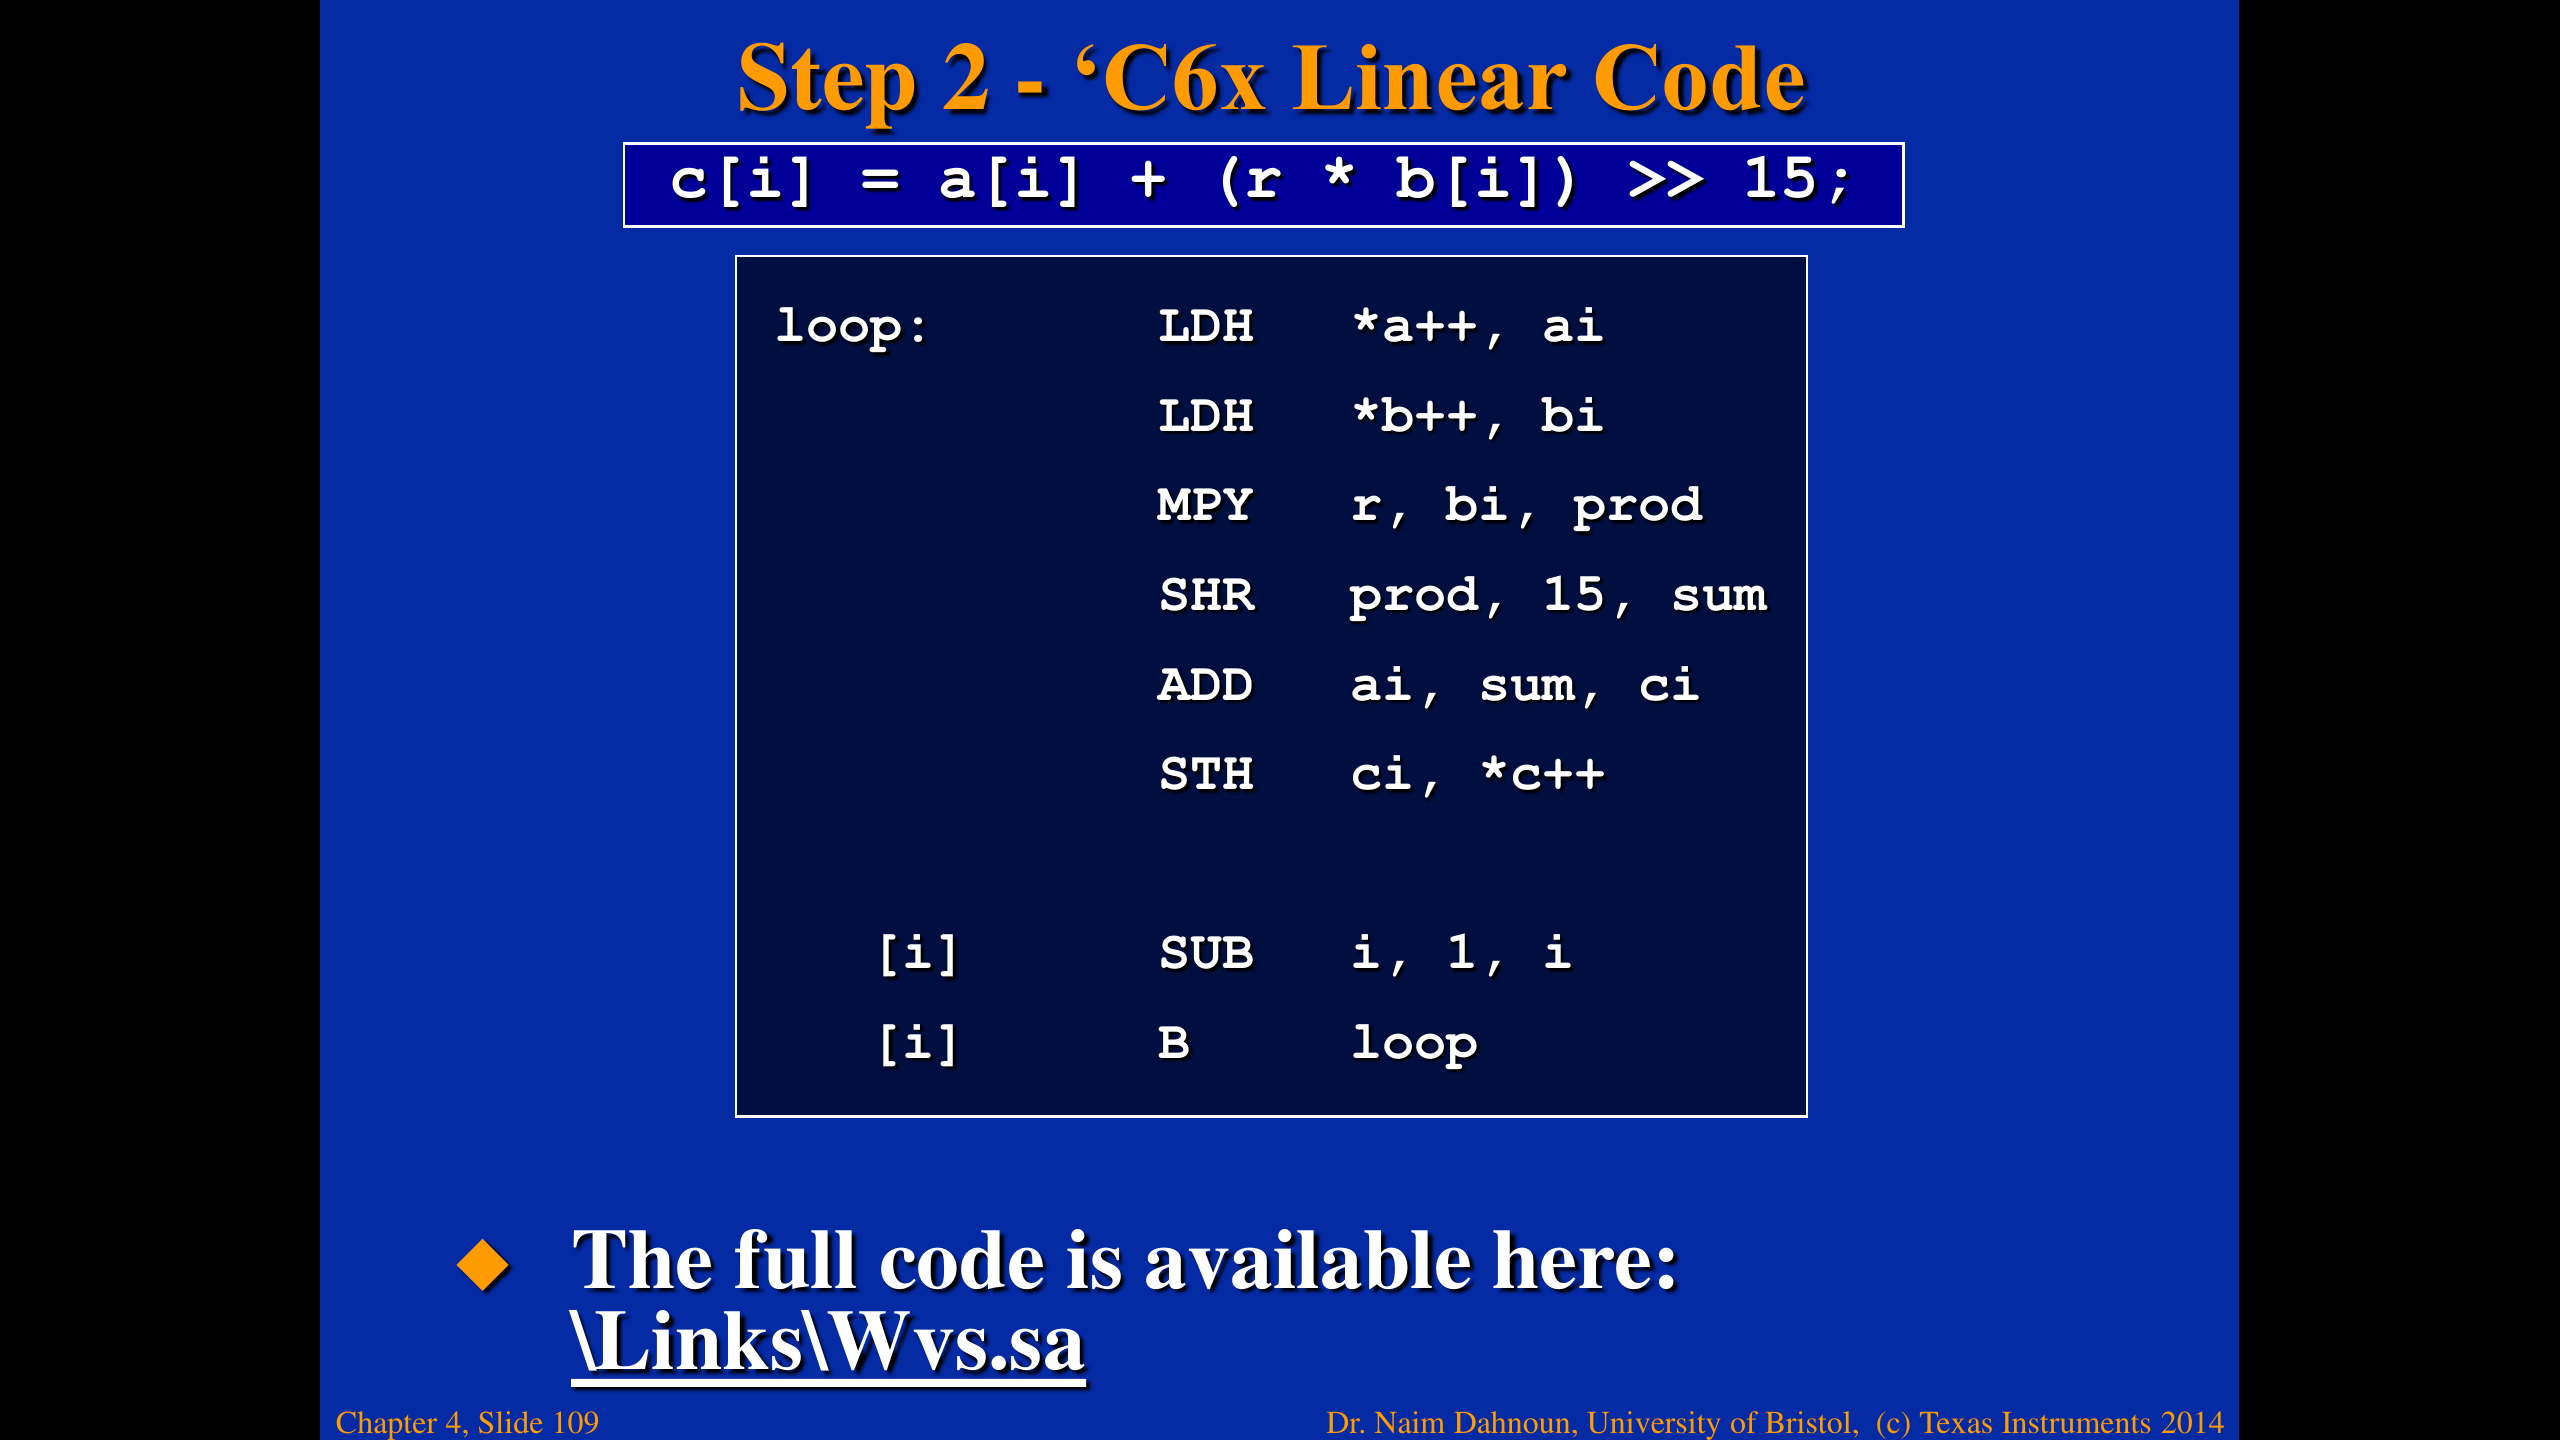 Step 2 - ‘C6x Linear Code
c[i] = a[i] + (r * b[i]) >> 15;
loop: LDH *a++, ai
LDH *b++, bi
MPY r, bi, prod
SHR prod, 15, sum
ADD ai, sum, ci
STH ci, *c++
[i] SUB i, 1, i
[i] B loop
◆ The full code is available here:
\Links\Wvs.sa
Chapter 4, Slide 109 Dr. Naim Dahnoun, University of Bristol, (c) Texas Instruments 2014